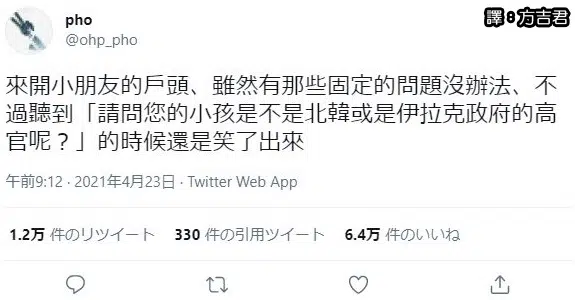 譯:方吉君
pho
@ohp_pho
來開小朋友的戶頭、雖然有那些固定的問題沒辦法、不
過聽到「請問您的小孩是不是北韓或是伊拉克政府的高
官呢？」的時候還是笑了出來
午前9:12 · 2021年4月23日 · Twitter Web App
1.2万 件のリツイート 330 件の引用ツイート 6.4万 件のいいね